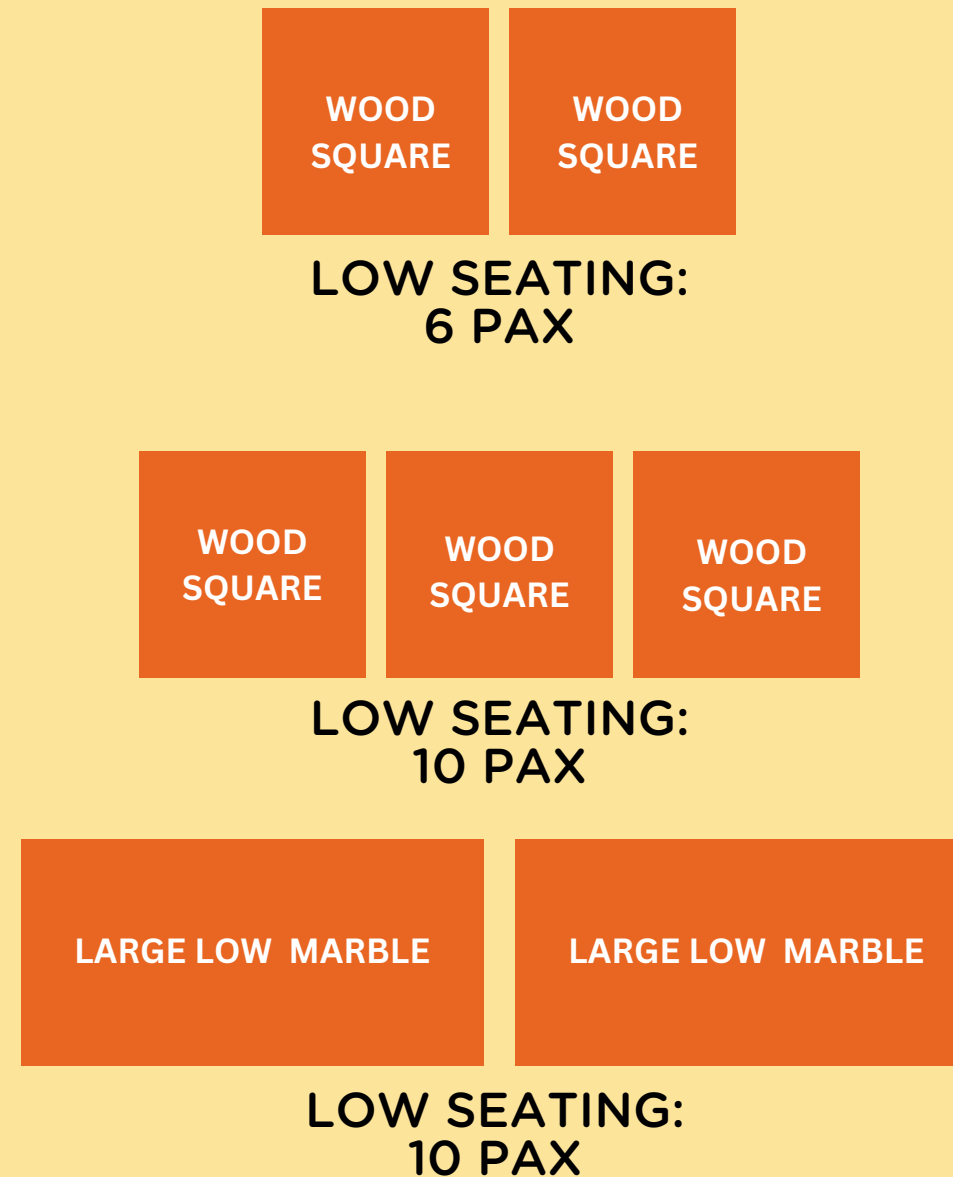 WOOD WOOD
SQUARE SQUARE
LOW SEATING:
6 PAX
WOOD WOOD WOOD
SQUARE SQUARE SQUARE
LOW SEATING:
10 PAX
LARGE LOW MARBLE LARGE LOW MARBLE
LOW SEATING:
10 PAX